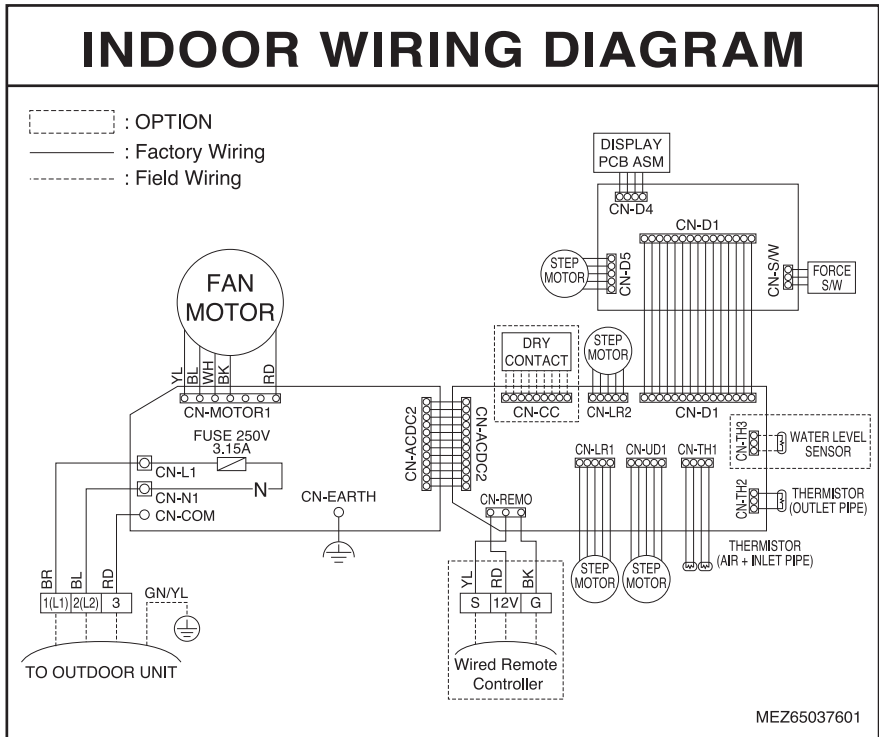 INDOOR WIRING DIAGRAM
: OPTION
: Factory Wiring
: Field Wiring
DISPLAY
PCB ASM
CN-D4
CN-D1
STEP
MOTOR
CN-D5
CN-S/W
FORCE
S/W
FAN
MOTOR
YL
BL
WH
BK
RD
CN-MOTOR1
DRY
CONTACT
CN-CC
STEP
MOTOR
CN-LR2
CN-D1
FUSE 250V
3.15A
CN-L1
CN-N1
N
CN-COM
CN-EARTH
CN-ACDC2
CN-ACDC2
CN-LR1
CN-UD1
CN-TH1
CN-TH3
WATER LEVEL
SENSOR
CN-TH2
THERMISTOR
(OUTLET PIPE)
CN-REMO
THERMISTOR
(AIR + INLET PIPE)
STEP
MOTOR
STEP
MOTOR
BR
BL
RD
GN/YL
1(L1) 2(L2) 3
TO OUTDOOR UNIT
YL
RD
BK
S 12V G
Wired Remote
Controller
MEZ65037601